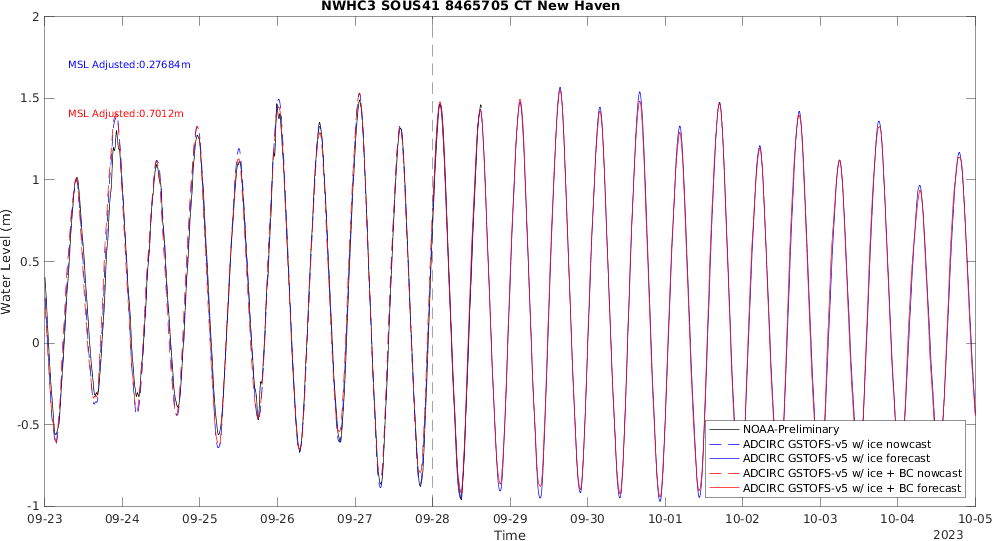 NWHC3 SOUS41 8465705 CT New Haven
MSL Adjusted:0.27684m
MSL Adjusted:0.7012m
Water Level (m)
2
1.5
1
0.5
0
-0.5
-1
NOAA-Preliminary
ADCIRC GSTOFS-v5 w/ ice nowcast
ADCIRC GSTOFS-v5 w/ ice forecast
ADCIRC GSTOFS-v5 w/ ice + BC nowcast
ADCIRC GSTOFS-v5 w/ ice + BC forecast
09-23 09-24 09-25 09-26 09-27 09-28 09-29 09-30 10-01 10-02 10-03 10-04 10-05
Time
2023